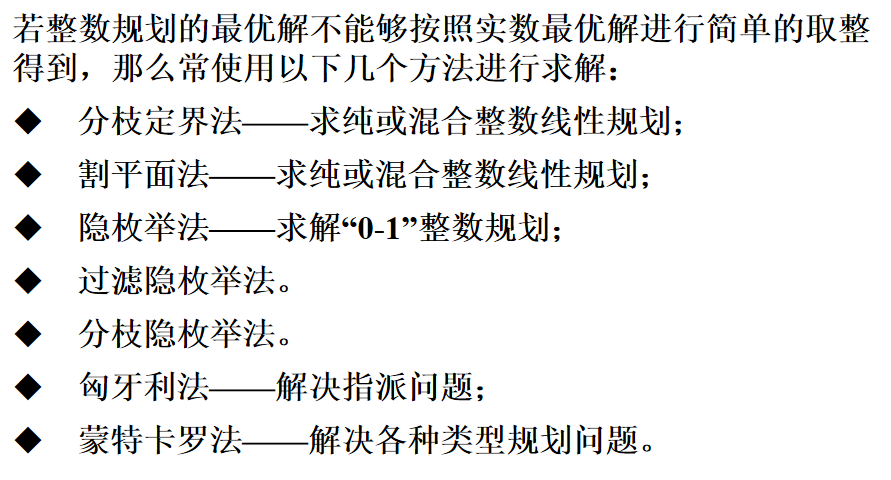 若整数规划的最优解不能够按照实数最优解进行简单的取整
得到，那么常使用以下几个方法进行求解：
◆ 分枝定界法——求纯或混合整数线性规划；
◆ 割平面法——求纯或混合整数线性规划；
◆ 隐枚举法——求解“0-1”整数规划；
◆ 过滤隐枚举法。
◆ 分枝隐枚举法。
◆ 匈牙利法——解决指派问题；
◆ 蒙特卡罗法——解决各种类型规划问题。